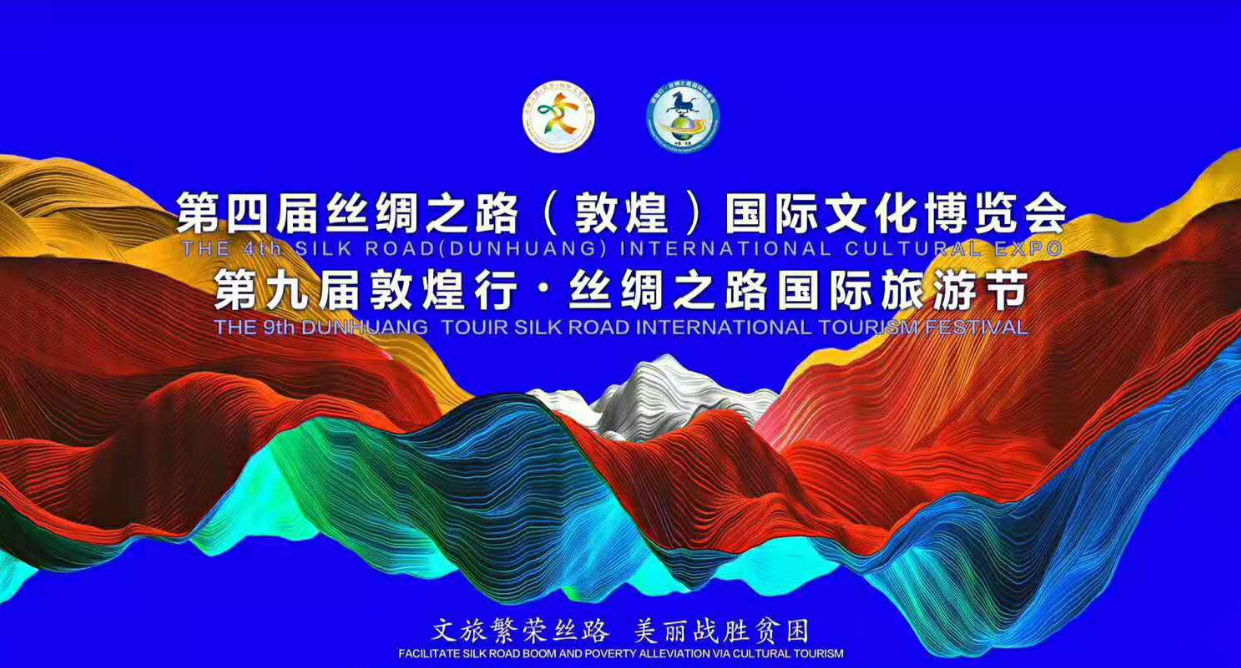 第四届丝绸之路（敦煌）国际文化博览会
THE 4th SILK ROAD(DUNHUANG) INTERNATIONAL CULTURAL EXPO
第九届敦煌行·丝绸之路国际旅游节
THE 9th DUNHUANG TOUIR SILK ROAD INTERNATIONAL TOURISM FESTIVAL
文旅繁荣丝路 美丽战胜贫困
FACILITATE SILK ROAD BOOM AND POVERTY ALLEVIATION VIA CULTURAL TOURISM